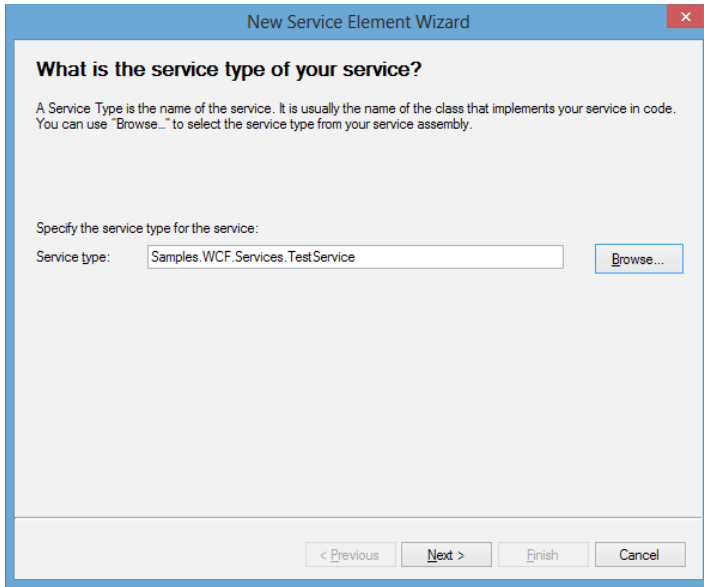 New Service Element Wizard
What is the service type of your service?
A Service Type is the name of the service. It is usually the name of the class that implements your service in code.
You can use "Browse..." to select the service type from your service assembly.
Specify the service type for the service:
Service type: Samples.WCF.Services.TestService Browse...
< Previous Next > Finish Cancel